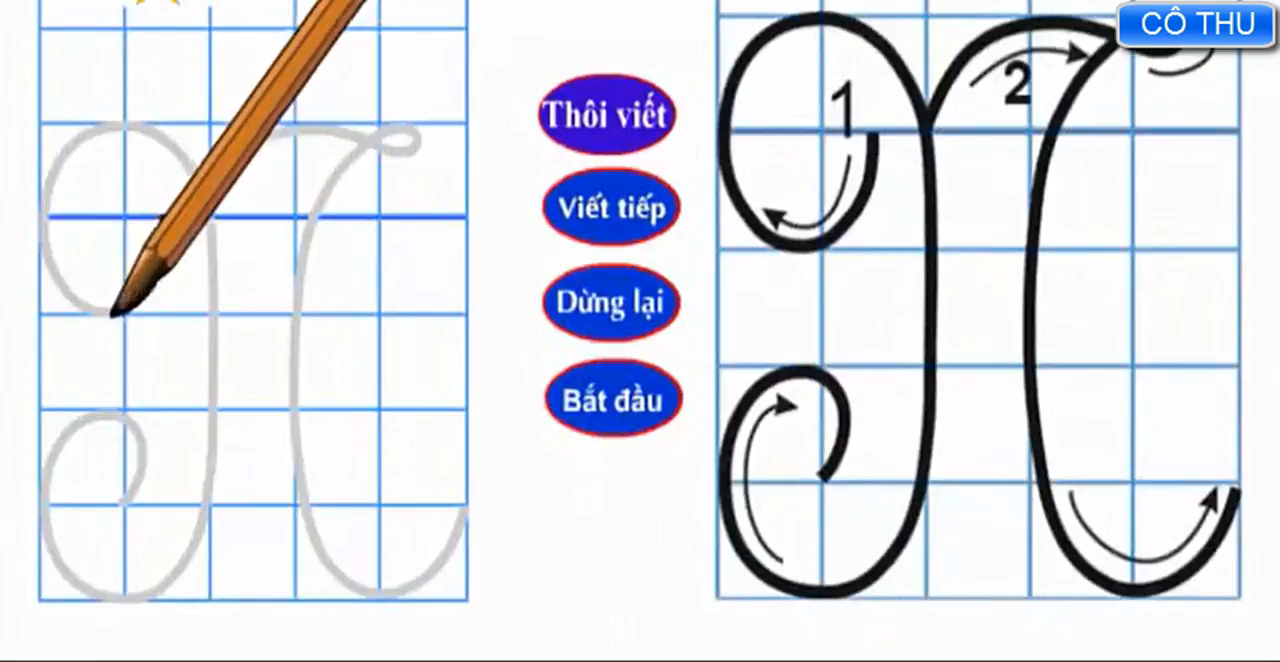 CÔ THU
Thôi viết
1
2
Viết tiếp
Dừng lại
Bắt đầu